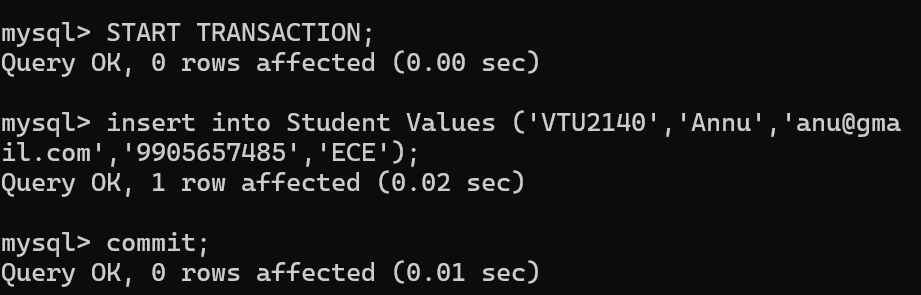 mysql> START TRANSACTION;
Query OK, 0 rows affected (0.00 sec)
mysql> insert into Student Values ('VTU2140','Annu','anu@gma
il.com','9905657485','ECE');
Query OK, 1 row affected (0.02 sec)
mysql> commit;
Query OK, 0 rows affected (0.01 sec)